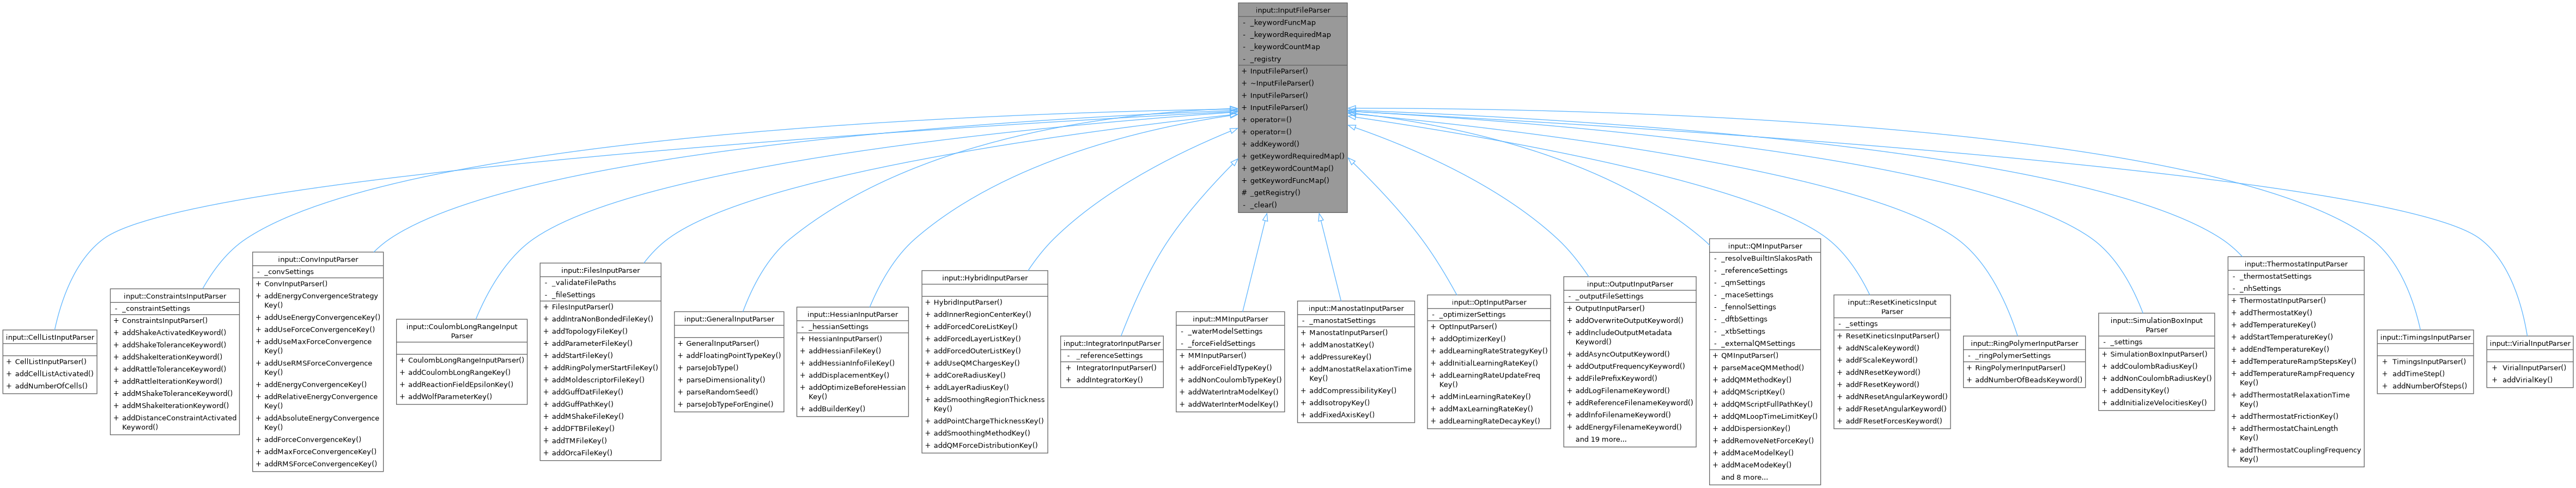 input::InputFileParser
- _keywordFuncMap
- _keywordRequiredMap
- _keywordCountMap
- _registry
+ InputFileParser()
+ ~InputFileParser()
+ InputFileParser()
+ InputFileParser()
+ operator=()
+ operator=()
+ addKeyword()
+ getKeywordRequiredMap()
+ getKeywordCountMap()
+ getKeywordFuncMap()
# _getRegistry()
- _clear()
input::CellListInputParser
+ CellListInputParser()
+ addCellListActivated()
+ addNumberOfCells()
input::ConstraintsInputParser
- _constraintSettings
+ ConstraintsInputParser()
+ addShakeActivatedKeyword()
+ addShakeToleranceKeyword()
+ addShakeIterationKeyword()
+ addRattleToleranceKeyword()
+ addRattleIterationKeyword()
+ addMShakeToleranceKeyword()
+ addMShakeIterationKeyword()
+ addDistanceConstraintActivated
Keyword()
input::ConvInputParser
- _convSettings
+ ConvInputParser()
+ addEnergyConvergenceStrategy
Key()
+ addUseEnergyConvergenceKey()
+ addUseForceConvergenceKey()
+ addUseMaxForceConvergence
Key()
+ addUseRMSForceConvergence
Key()
+ addEnergyConvergenceKey()
+ addRelativeEnergyConvergence
Key()
+ addAbsoluteEnergyConvergence
Key()
+ addForceConvergenceKey()
+ addMaxForceConvergenceKey()
+ addRMSForceConvergenceKey()
input::CoulombLongRangeInput
Parser
+ CoulombLongRangeInputParser()
+ addCoulombLongRangeKey()
+ addReactionFieldEpsilonKey()
+ addWolfParameterKey()
input::FilesInputParser
- _validateFilePaths
- _fileSettings
+ FilesInputParser()
+ addIntraNonBondedFileKey()
+ addTopologyFileKey()
+ addParameterFileKey()
+ addStartFileKey()
+ addRingPolymerStartFileKey()
+ addMoldescriptorFileKey()
+ addGuffDatFileKey()
+ addGuffPathKey()
+ addMShakeFileKey()
+ addDFTBFileKey()
+ addTMFileKey()
+ addOrcaFileKey()
input::GeneralInputParser
+ GeneralInputParser()
+ addFloatingPointTypeKey()
+ parseJobType()
+ parseDimensionality()
+ parseRandomSeed()
+ parseJobTypeForEngine()
input::HessianInputParser
- _hessianSettings
+ HessianInputParser()
+ addHessianFileKey()
+ addHessianInfoFileKey()
+ addDisplacementKey()
+ addOptimizeBeforeHessian
Key()
+ addBuilderKey()
input::HybridInputParser
+ HybridInputParser()
+ addInnerRegionCenterKey()
+ addForcedCoreListKey()
+ addForcedLayerListKey()
+ addForcedOuterListKey()
+ addUseQMChargesKey()
+ addCoreRadiusKey()
+ addLayerRadiusKey()
+ addSmoothingRegionThickness
Key()
+ addPointChargeThicknessKey()
+ addSmoothingMethodKey()
+ addQMForceDistributionKey()
input::IntegratorInputParser
- _referenceSettings
+ IntegratorInputParser()
+ addIntegratorKey()
input::MMInputParser
- _waterModelSettings
- _forceFieldSettings
+ MMInputParser()
+ addForceFieldTypeKey()
+ addNonCoulombTypeKey()
+ addWaterIntraModelKey()
+ addWaterInterModelKey()
input::ManostatInputParser
- _manostatSettings
+ ManostatInputParser()
+ addManostatKey()
+ addPressureKey()
+ addManostatRelaxationTime
Key()
+ addCompressibilityKey()
+ addIsotropyKey()
+ addFixedAxisKey()
input::OptInputParser
- _optimizerSettings
+ OptInputParser()
+ addOptimizerKey()
+ addLearningRateStrategyKey()
+ addInitialLearningRateKey()
+ addLearningRateUpdateFreq
Key()
+ addMinLearningRateKey()
+ addMaxLearningRateKey()
+ addLearningRateDecayKey()
input::OutputInputParser
- _outputFileSettings
+ OutputInputParser()
+ addOverwriteOutputKeyword()
+ addIncludeOutputMetadata
Keyword()
+ addAsyncOutputKeyword()
+ addOutputFrequencyKeyword()
+ addFilePrefixKeyword()
+ addLogFilenameKeyword()
+ addReferenceFilenameKeyword()
+ addInfoFilenameKeyword()
+ addEnergyFilenameKeyword()
and 19 more...
input::QMInputParser
- _resolveBuiltInSlakosPath
- _referenceSettings
- _qmSettings
- _maceSettings
- _fennolSettings
- _dftbSettings
- _xtbSettings
- _externalQMSettings
+ QMInputParser()
+ parseMaceQMMethod()
+ addQMMethodKey()
+ addQMScriptKey()
+ addQMScriptFullPathKey()
+ addQMLoopTimeLimitKey()
+ addDispersionKey()
+ addRemoveNetForceKey()
+ addMaceModelKey()
+ addMaceModeKey()
and 8 more...
input::ResetKineticsInput
Parser
- _settings
+ ResetKineticsInputParser()
+ addNScaleKeyword()
+ addFScaleKeyword()
+ addNResetKeyword()
+ addFResetKeyword()
+ addNResetAngularKeyword()
+ addFResetAngularKeyword()
+ addFResetForcesKeyword()
input::RingPolymerInputParser
- _ringPolymerSettings
+ RingPolymerInputParser()
+ addNumberOfBeadsKeyword()
input::SimulationBoxInput
Parser
- _settings
+ SimulationBoxInputParser()
+ addCoulombRadiusKey()
+ addNonCoulombRadiusKey()
+ addDensityKey()
+ addInitializeVelocitiesKey()
input::ThermostatInputParser
- _thermostatSettings
- _nhSettings
+ ThermostatInputParser()
+ addThermostatKey()
+ addTemperatureKey()
+ addStartTemperatureKey()
+ addEndTemperatureKey()
+ addTemperatureRampStepsKey()
+ addTemperatureRampFrequency
Key()
+ addThermostatRelaxationTime
Key()
+ addThermostatFrictionKey()
+ addThermostatChainLength
Key()
+ addThermostatCouplingFrequency
Key()
input::TimingsInputParser
+ TimingsInputParser()
+ addTimeStep()
+ addNumberOfSteps()
input::VirialInputParser
+ VirialInputParser()
+ addVirialKey()